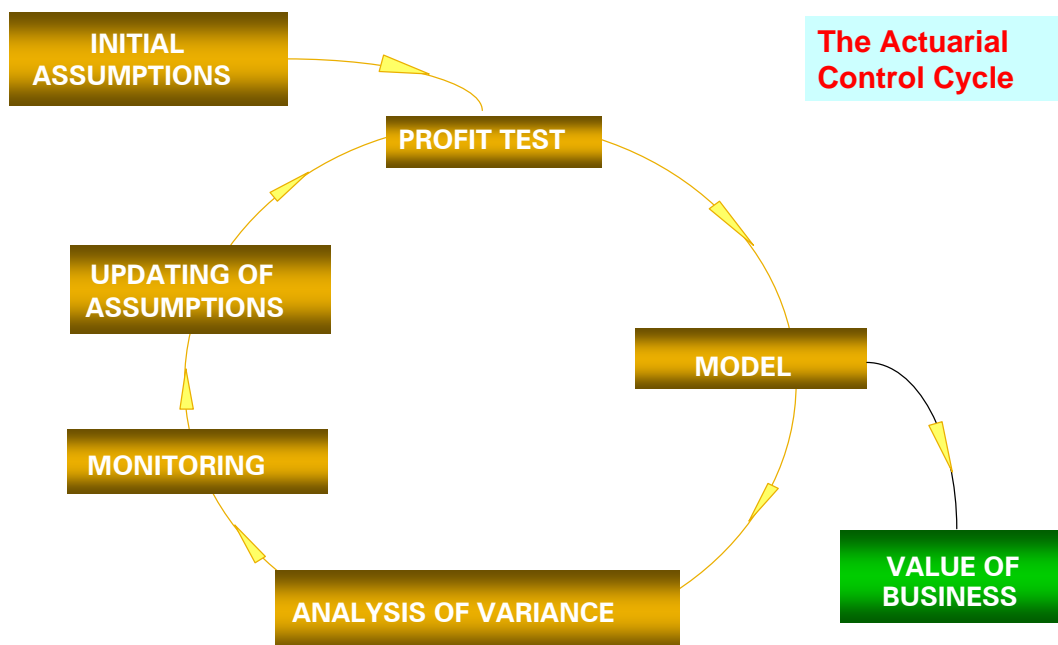 INITIAL
ASSUMPTIONS
The Actuarial
Control Cycle
PROFIT TEST
UPDATING OF
ASSUMPTIONS
MODEL
MONITORING
VALUE OF
BUSINESS
ANALYSIS OF VARIANCE